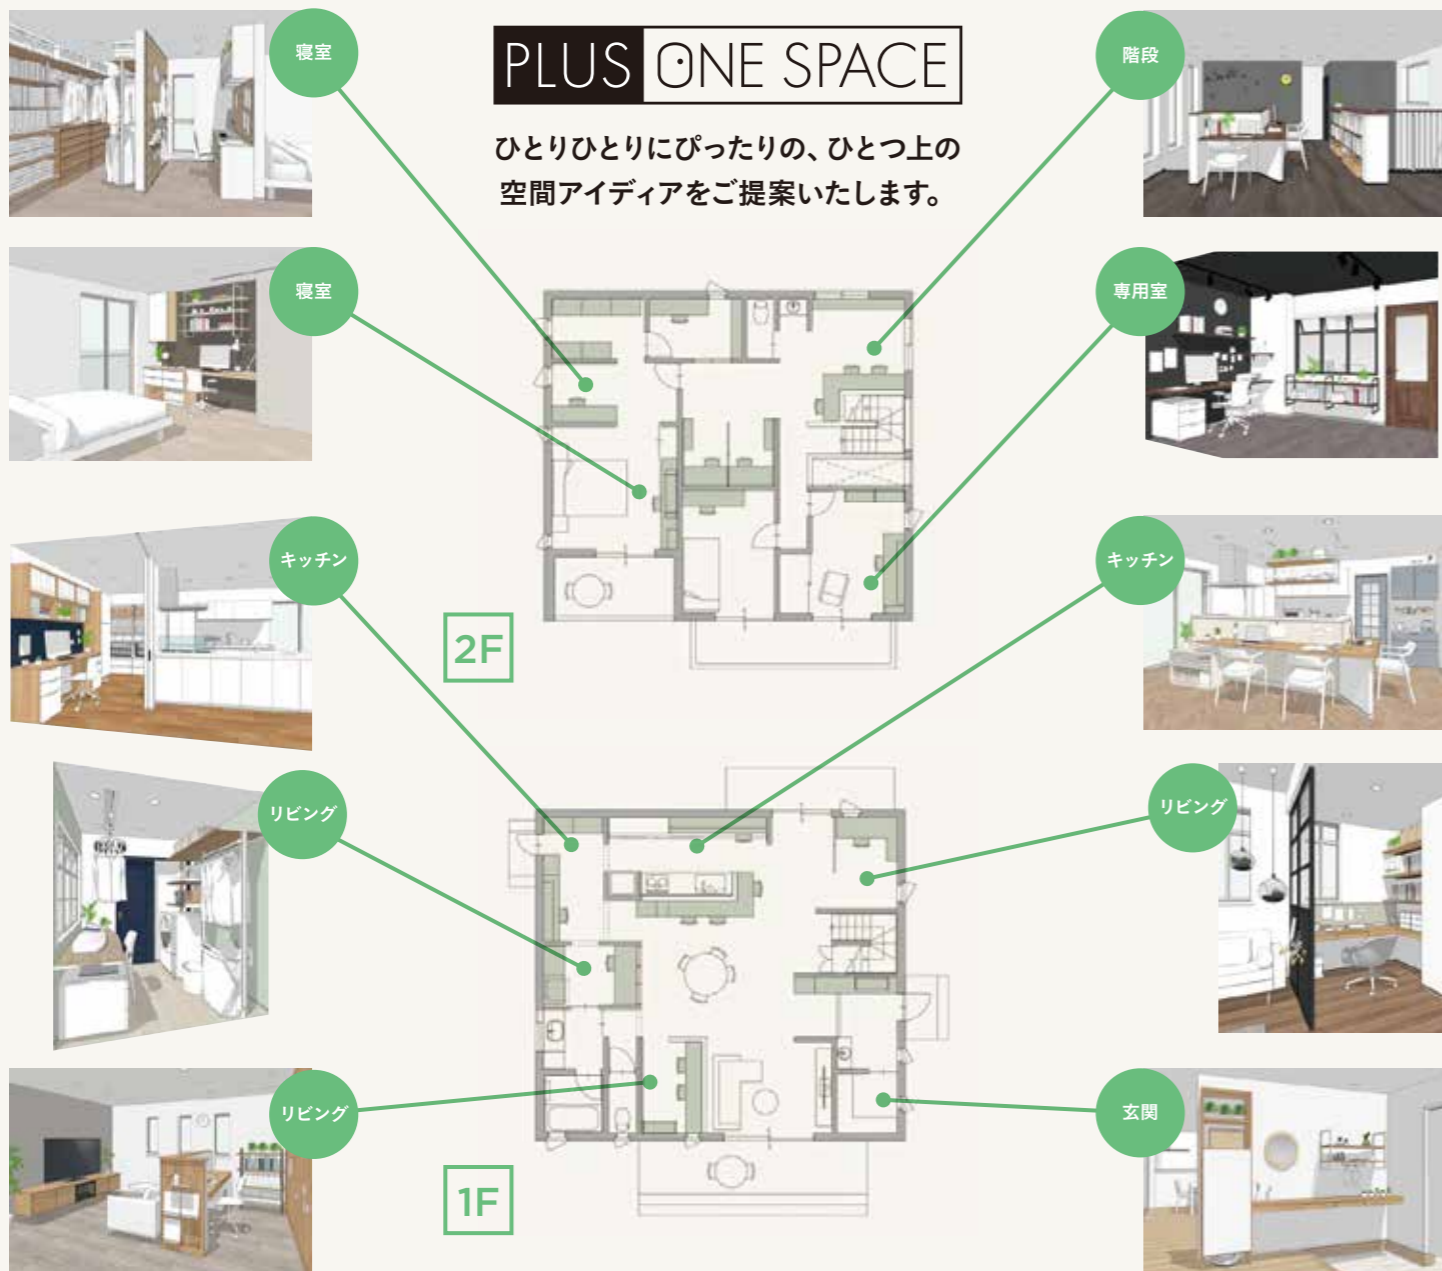 PLUS ONE SPACE
ひとりひとりにぴったりの、ひとつ上の
空間アイディアをご提案いたします。
寝室
階段
寝室
専用室
キッチン
キッチン
2F
リビング
リビング
リビング
玄関
1F